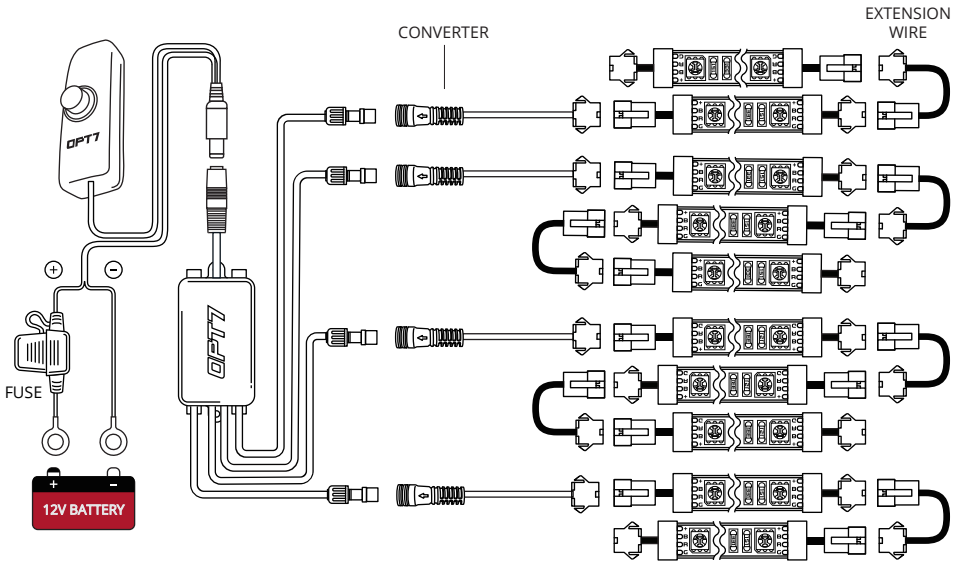 EXTENSION
WIRE
CONVERTER
OPT7
+
−
OPT7
FUSE
+
−
12V BATTERY